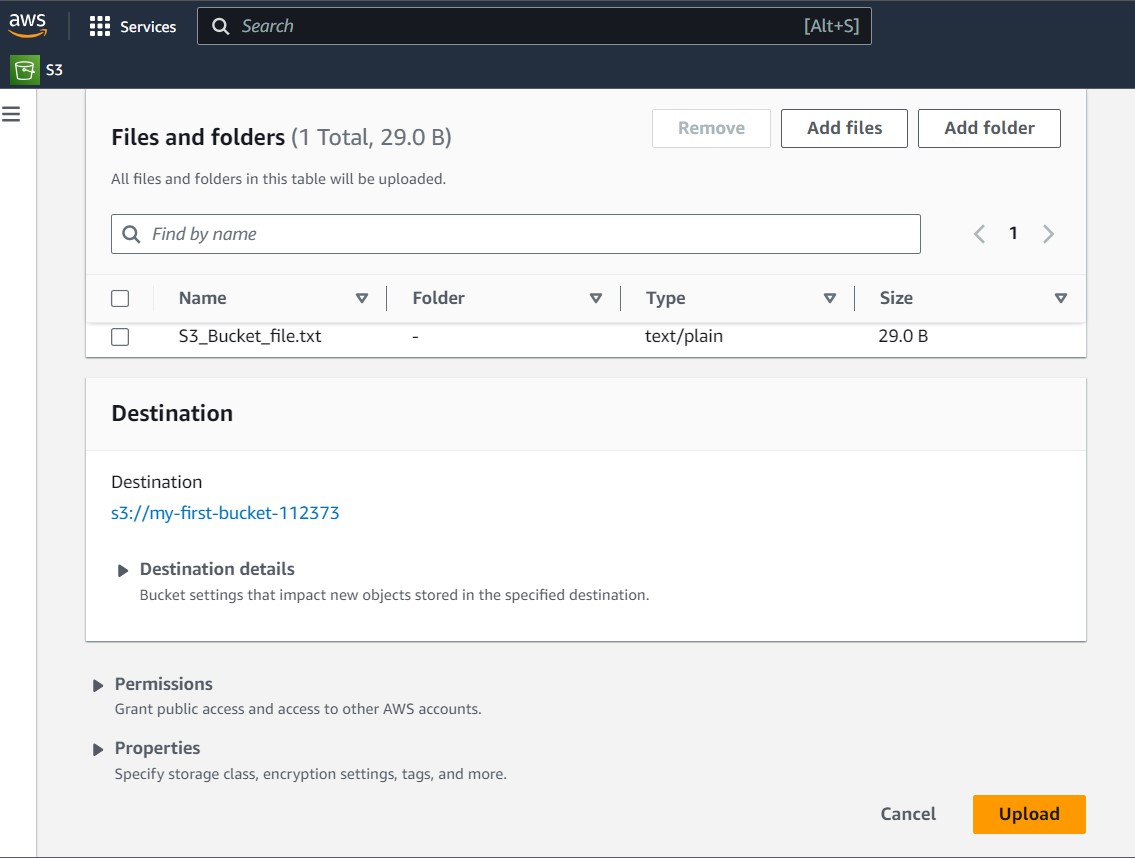 aws
Services
Search [Alt+S]
S3
Files and folders (1 Total, 29.0 B) Remove Add files Add folder
All files and folders in this table will be uploaded.
Find by name 1
Name Folder Type Size
S3_Bucket_file.txt - text/plain 29.0 B
Destination
Destination
s3://my-first-bucket-112373
Destination details
Bucket settings that impact new objects stored in the specified destination.
Permissions
Grant public access and access to other AWS accounts.
Properties
Specify storage class, encryption settings, tags, and more.
Cancel Upload